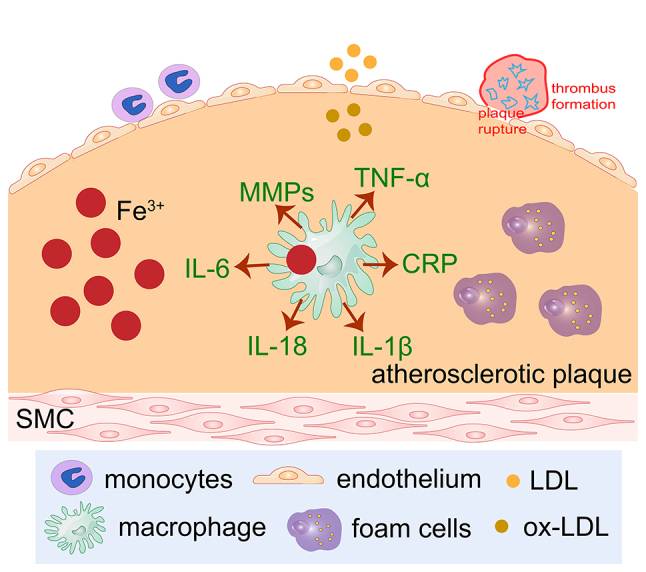 thrombus
formation
plaque
rupture
TNF-α
MMPs
Fe³⁺
IL-6
CRP
IL-18
IL-1β
atherosclerotic plaque
SMC
monocytes
endothelium
LDL
macrophage
foam cells
ox-LDL